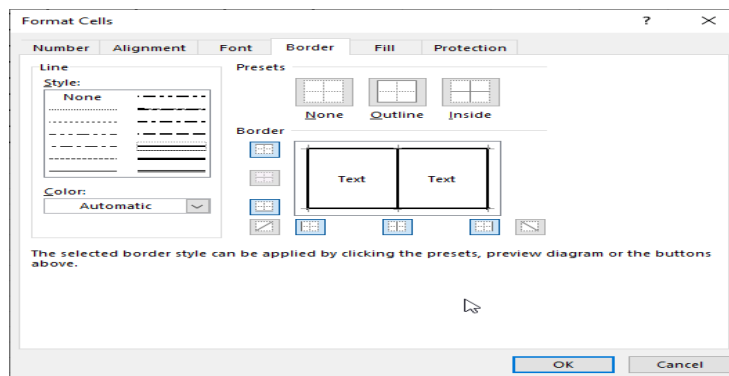 Format Cells ?
Number Alignment Font Border Fill Protection
Line
Style:
None
Color:
Automatic
Presets
None Outline Inside
Border
Text Text
The selected border style can be applied by clicking the presets, preview diagram or the buttons
above.
OK Cancel